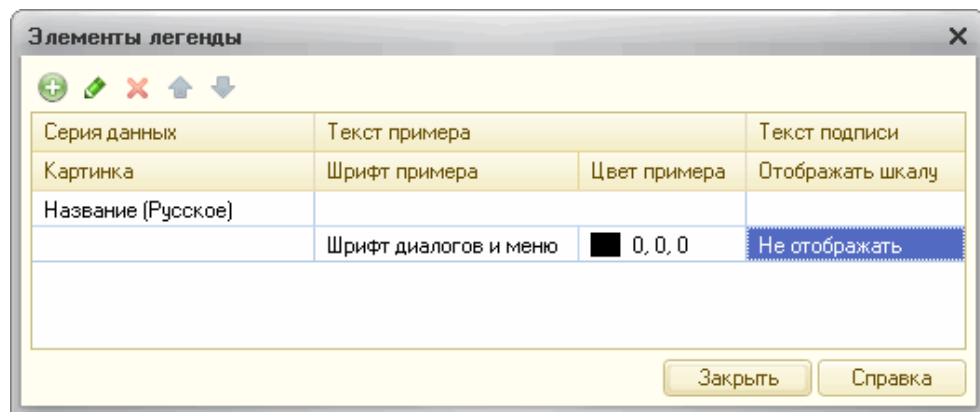 Элементы легенды
Серия данных Текст примера Текст подписи
Картинка Шрифт примера Цвет примера Отображать шкалу
Название (Русское)
Шрифт диалогов и меню 0, 0, 0 Не отображать
Закрыть Справка